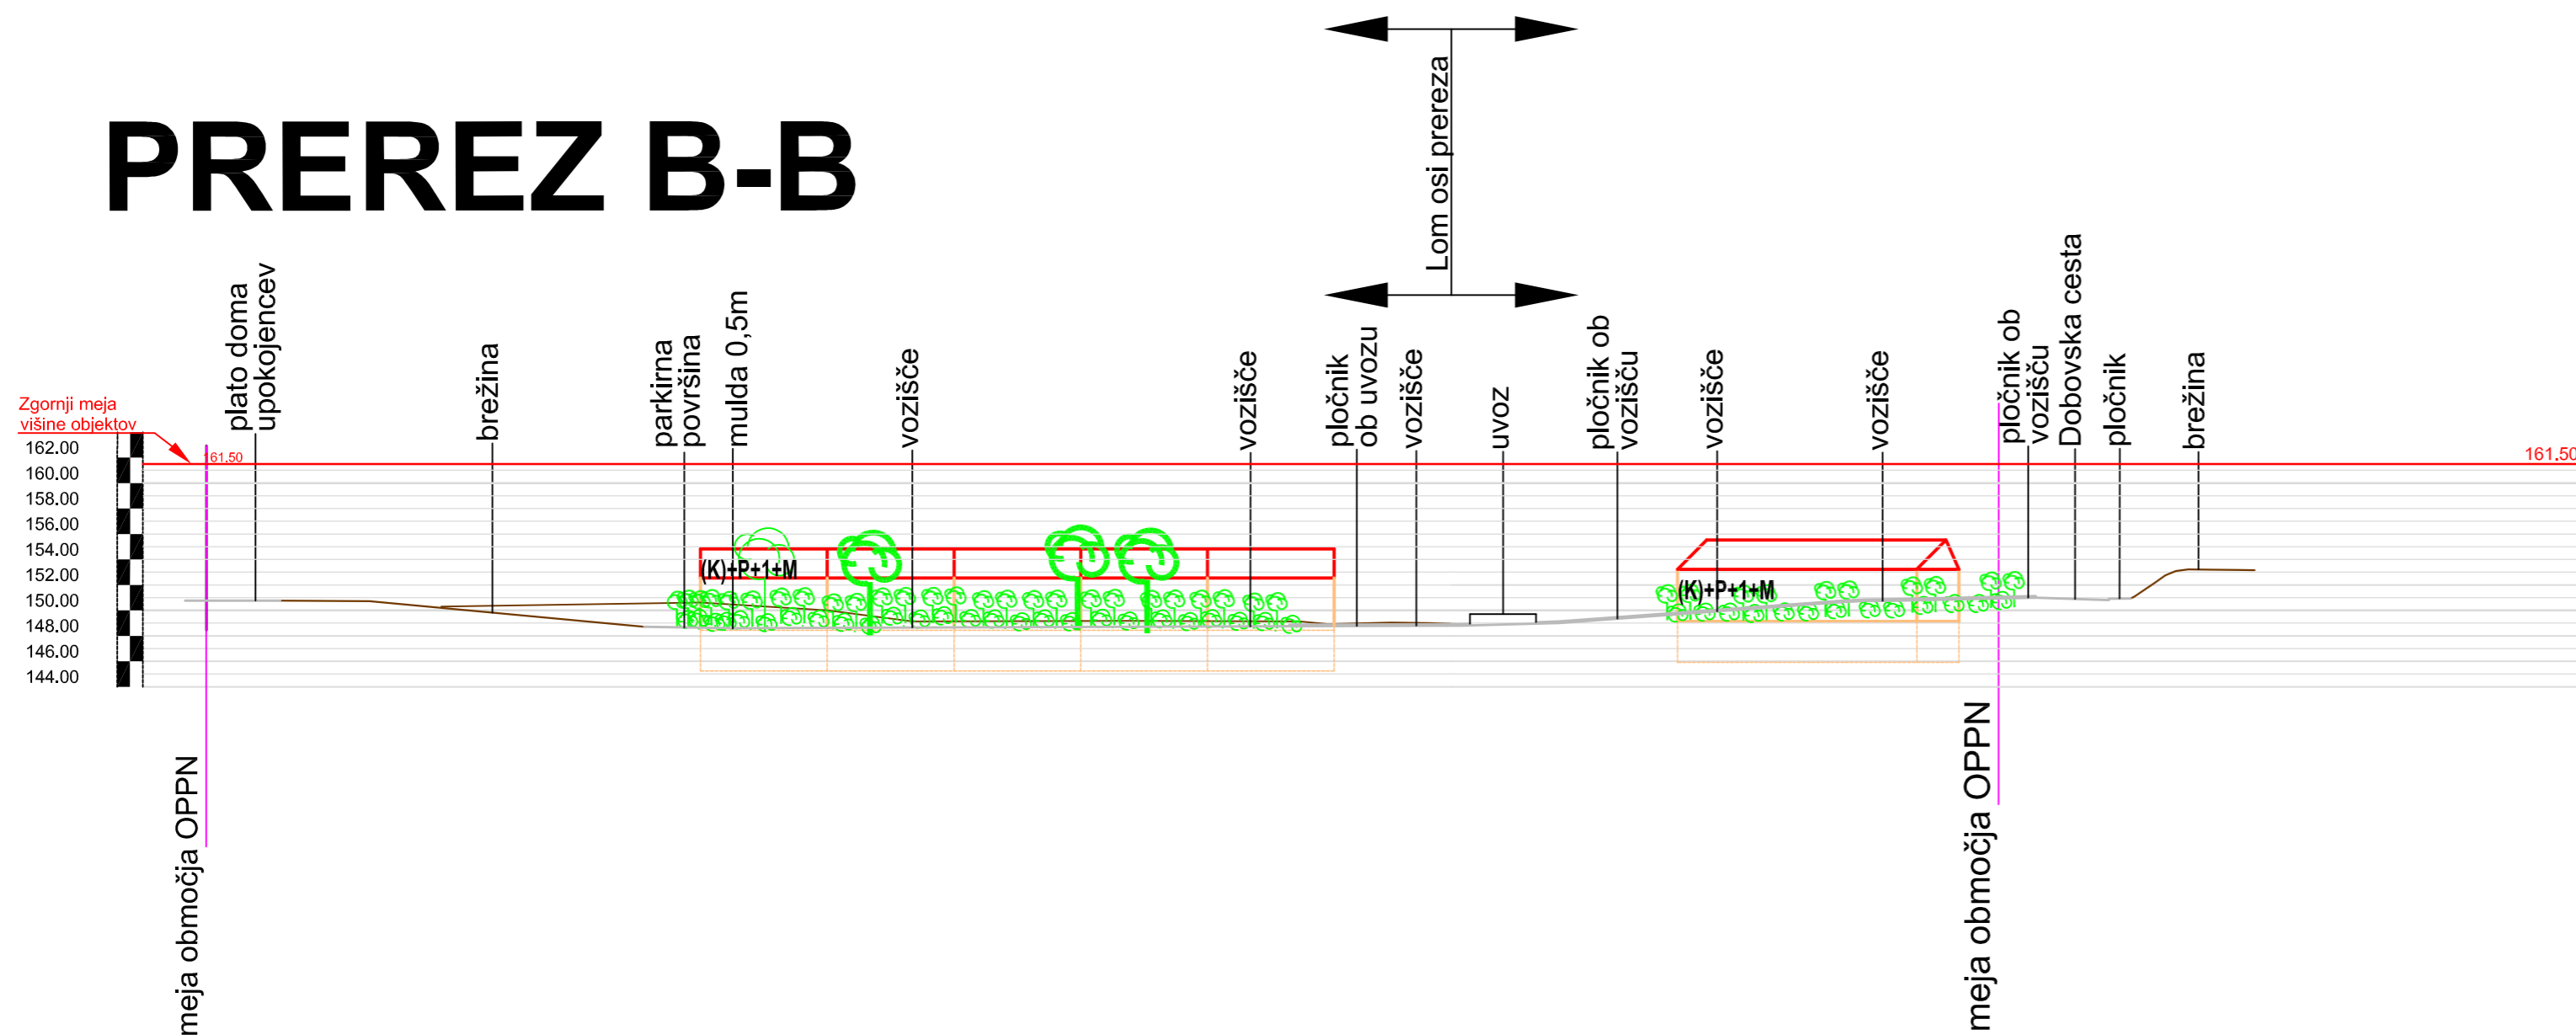 PREREZ B-B
Lom osi prereza
plato doma
upokojencev
brežina
parkirna
površina
mulda 0,5m
vozišče
vozišče
pločnik
ob uvozu
vozišče
uvoz
pločnik ob
vozišču
vozišče
vozišče
pločnik ob
vozišču
Dobovska cesta
pločnik
brežina
Zgornji meja
višine objektov
161.50
161.50
162.00
160.00
158.00
156.00
154.00
152.00
150.00
148.00
146.00
144.00
(K)+P+1+M
(K)+P+1+M
meja območja OPPN
meja območja OPPN